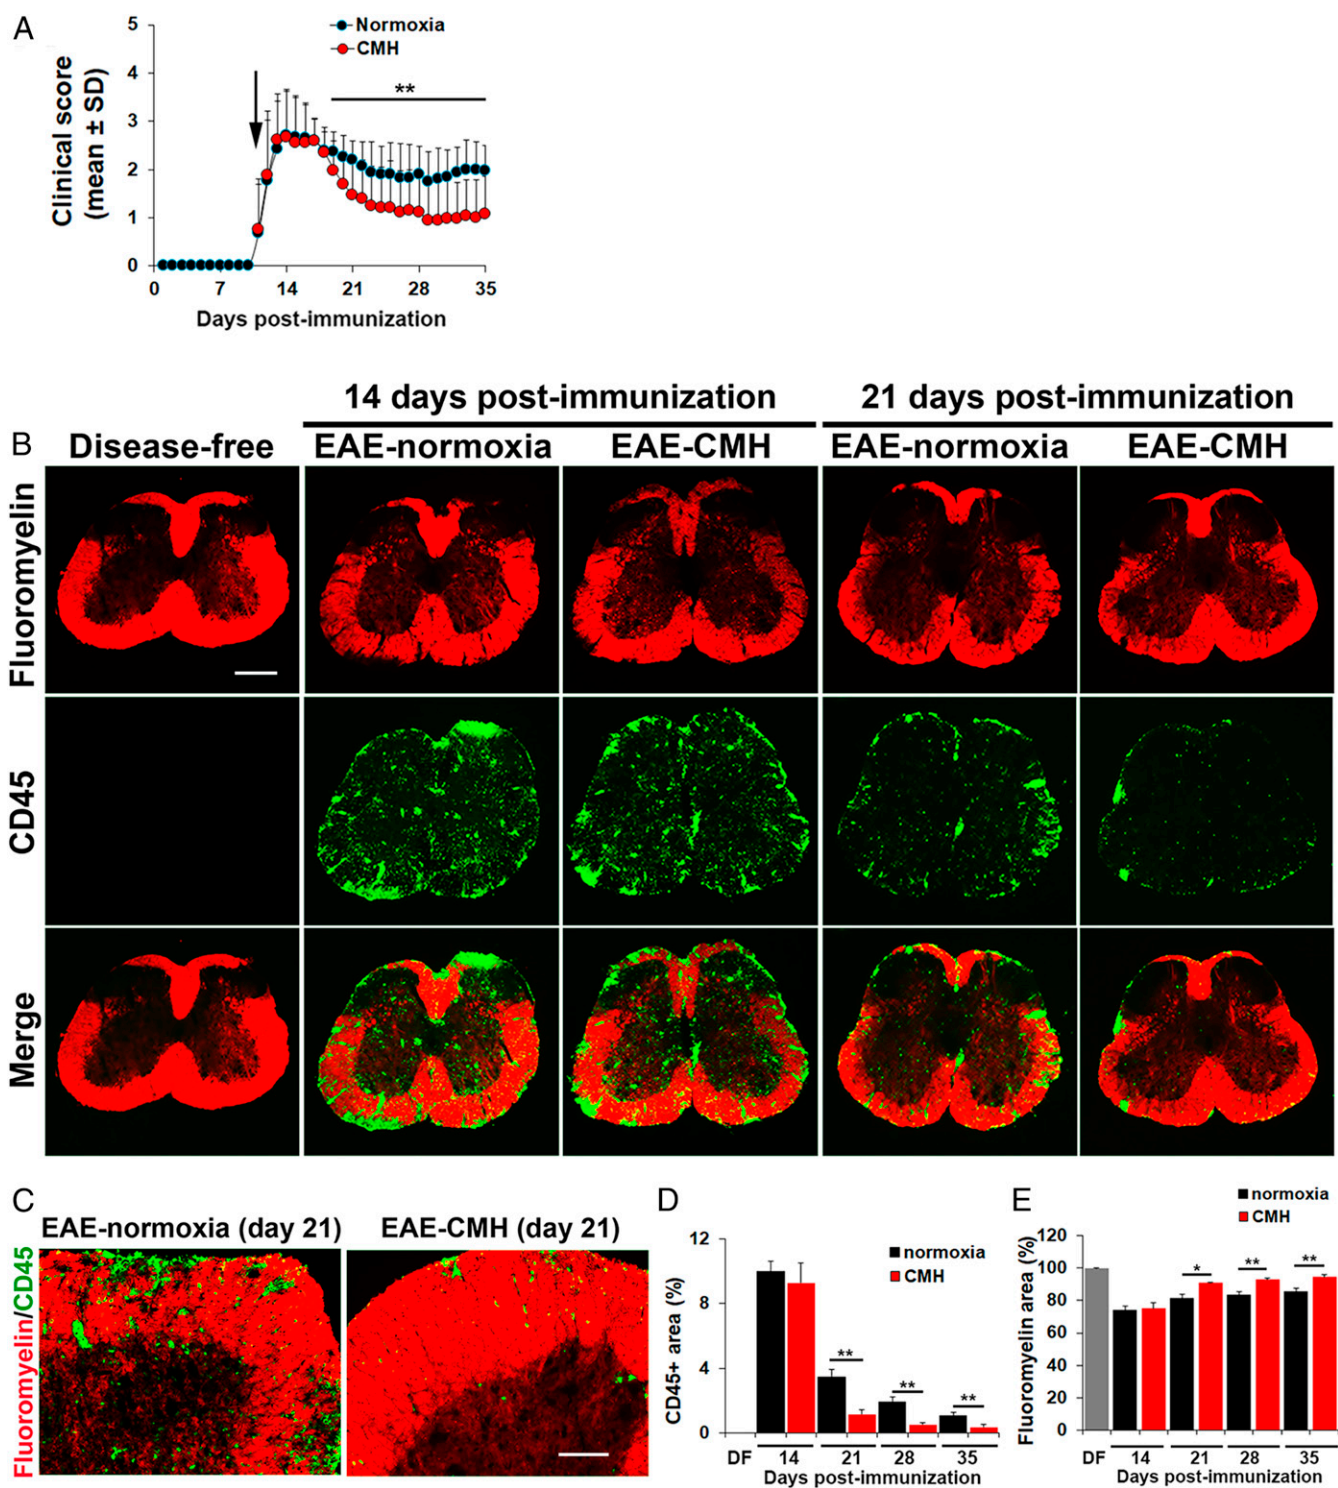 A
Normoxia
CMH
**
Clinical score
(mean ± SD)
5
4
3
2
1
0
0 7 14 21 28 35
Days post-immunization
14 days post-immunization 21 days post-immunization
B
Disease-free EAE-normoxia EAE-CMH EAE-normoxia EAE-CMH
Fluoromyelin
CD45
Merge
C
EAE-normoxia (day 21) EAE-CMH (day 21)
Fluoromyelin/CD45
D
normoxia
CMH
CD45+ area (%)
12
8
4
0
** ** **
DF 14 21 28 35
Days post-immunization
E
normoxia
CMH
Fluoromyelin area (%)
120
100
80
60
40
20
0
* ** **
DF 14 21 28 35
Days post-immunization